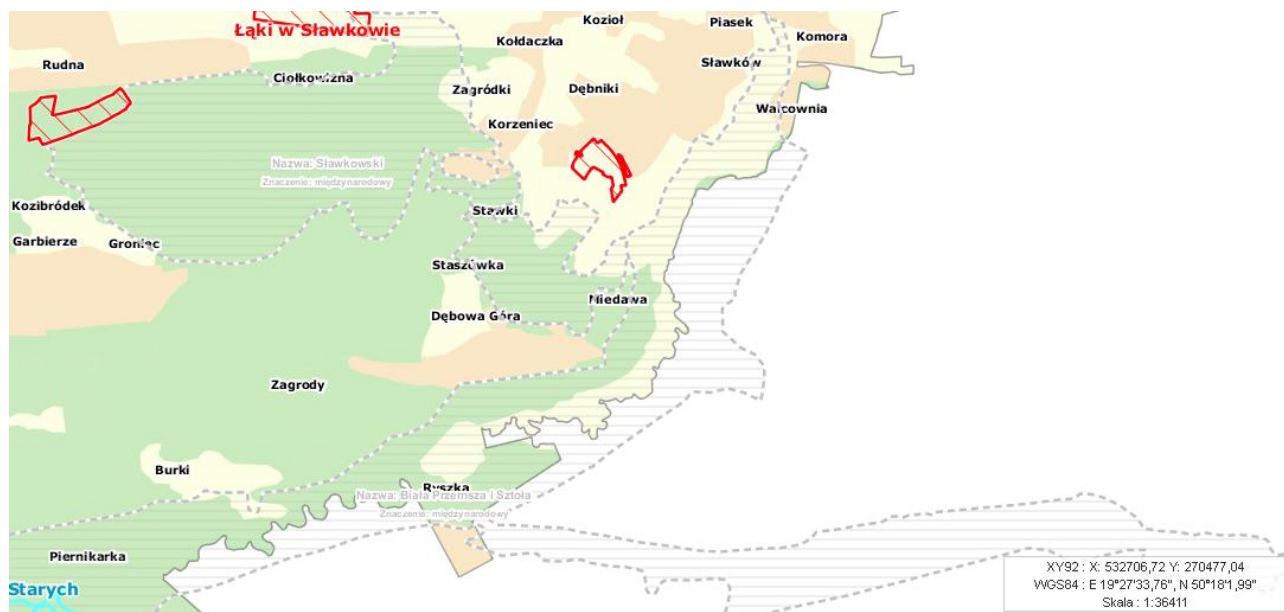 Łąki w Sławkowie
Kozioł
Piasek
Komora
Kołdaczka
Rudna
Sławków
Ciołkowizna
Zagródki
Dębniki
Walcownia
Korzeniec
Nazwa: Sławkowski
Znaczenie: międzynarodowy
Kozibródek
Stawki
Garbierze
Groniec
Staszówka
Niedawa
Dębowa Góra
Zagrody
Burki
Ryszka
Nazwa: Biała Przemsza i Sztoła
Znaczenie: międzynarodowy
Piernikarka
Starych
XY92 : X: 532706,72 Y: 270477,04
WGS84 : E 19°27'33,76", N 50°18'1,99"
Skala : 1:36411